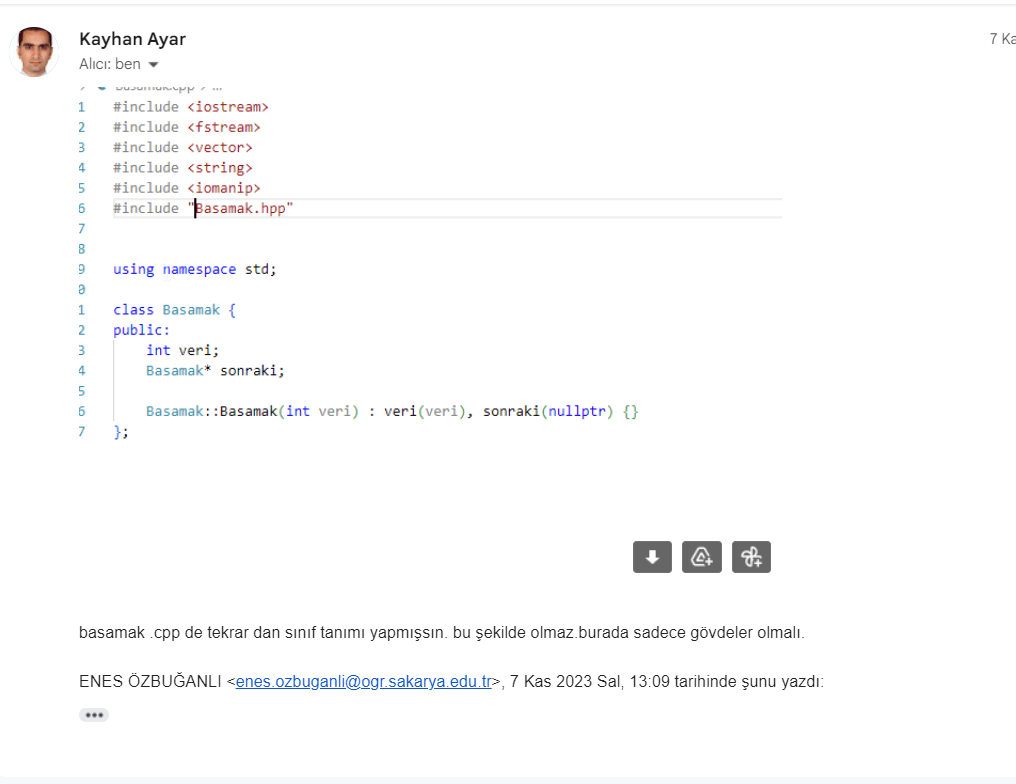 Kayhan Ayar
7 Ka
Alıcı: ben
Basamak.cpp > ...
1 #include <iostream>
2 #include <fstream>
3 #include <vector>
4 #include <string>
5 #include <iomanip>
6 #include "Basamak.hpp"
7
8
9 using namespace std;
0
1 class Basamak {
2 public:
3 int veri;
4 Basamak* sonraki;
5
6 Basamak::Basamak(int veri) : veri(veri), sonraki(nullptr) {}
7 };
basamak .cpp de tekrar dan sınıf tanımı yapmışsın. bu şekilde olmaz.burada sadece gövdeler olmalı.
ENES ÖZBUĞANLI <enes.ozbuganli@ogr.sakarya.edu.tr>, 7 Kas 2023 Sal, 13:09 tarihinde şunu yazdı: